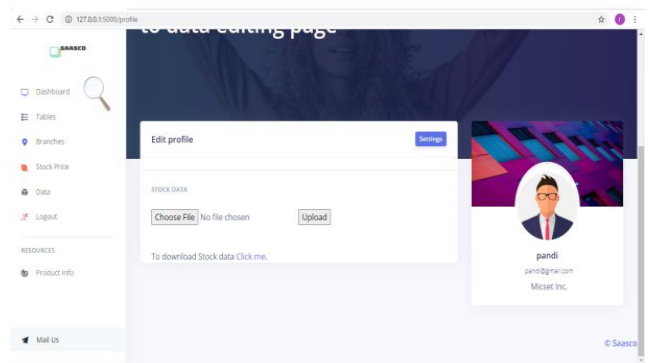 127.0.0.1:5000/profile
SAASCO
to data editing page
Dashboard
Tables
Branches
Stock Price
Data
Logout
RESOURCES
Product Info
Mail Us
Edit profile
Settings
STOCK DATA
Choose File No file chosen Upload
To download Stock data Click me.
pandi
pandi@gmail.com
Micset Inc.
© Saasco